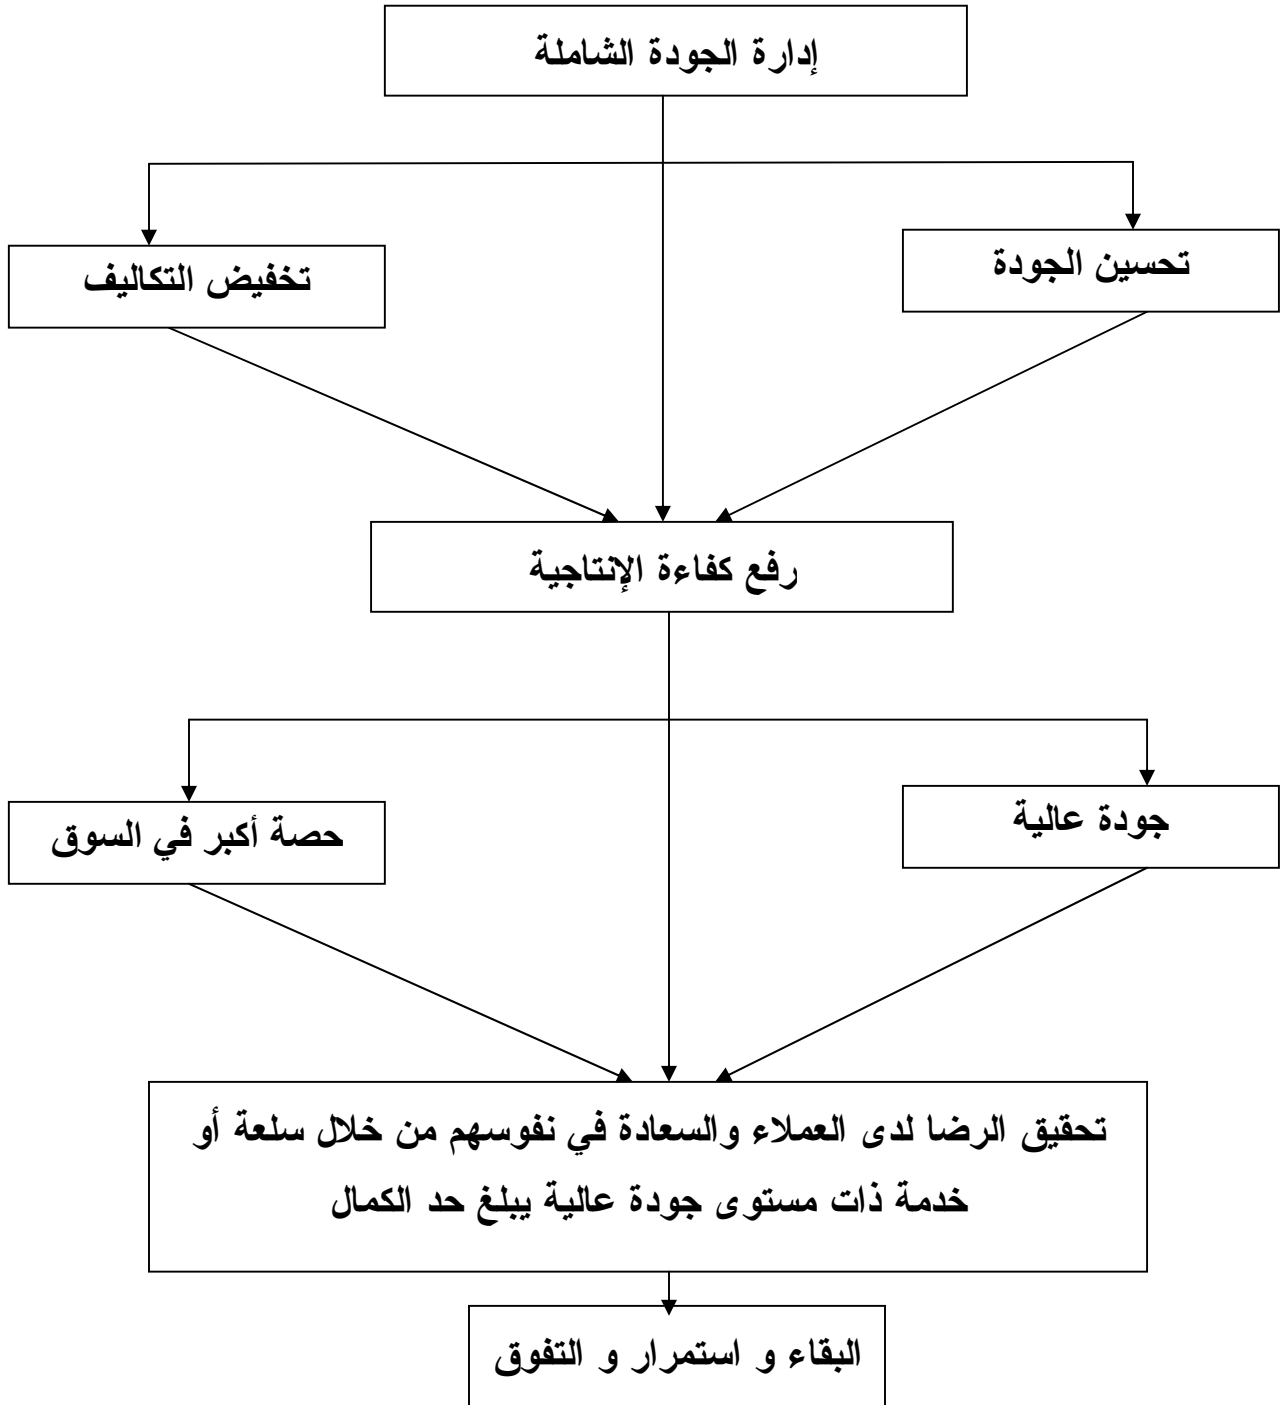 إدارة الجودة الشاملة
تحسين الجودة
تخفيض التكاليف
رفع كفاءة الإنتاجية
جودة عالية
حصة أكبر في السوق
تحقيق الرضا لدى العملاء والسعادة في نفوسهم من خلال سلعة أو
خدمة ذات مستوى جودة عالية يبلغ حد الكمال
البقاء و استمرار و التفوق